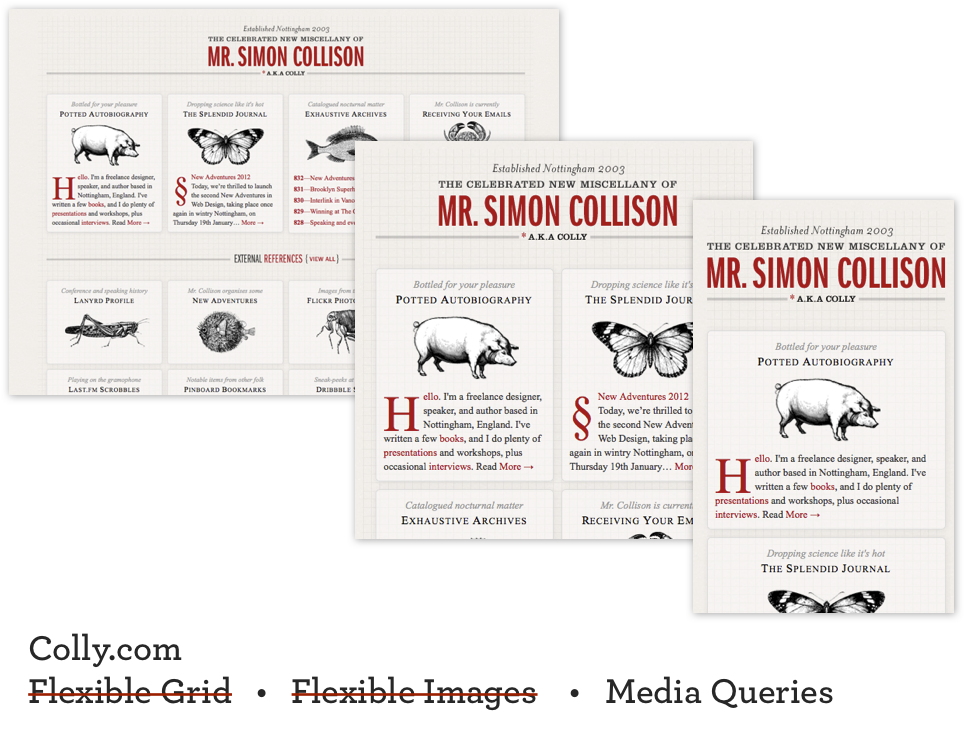 Established Nottingham 2003
THE CELEBRATED NEW MISCELLANY OF
MR. SIMON COLLISON
* A.K.A COLLY
Bottled for your pleasure
POTTED AUTOBIOGRAPHY
Hello. I'm a freelance designer,
speaker, and author based in
Nottingham, England. I've
written a few books, and I do plenty of
presentations and workshops, plus
occasional interviews. Read More →
Dropping science like it's hot
THE SPLENDID JOURNAL
§ New Adventures 2012
Today, we're thrilled to launch
the second New Adventures in
Web Design, taking place once
again in wintry Nottingham, on
Thursday 19th January… More →
Catalogued nocturnal matter
EXHAUSTIVE ARCHIVES
832—New Adventures
831—Brooklyn Superh
830—Interlink in Vanc
829—Winning at The C
828—Speaking and eve
Mr. Collison is currently
RECEIVING YOUR EMAILS
EXTERNAL REFERENCES ( VIEW ALL )
Conference and speaking history
LANYRD PROFILE
Mr. Collison organises some
NEW ADVENTURES
Images from t
FLICKR PHOTO
Playing on the gramophone
LAST.FM SCROBBLES
Notable items from other folk
PINBOARD BOOKMARKS
Sneak-peeks at
DRIBBBLE S
Established Nottingham 2003
THE CELEBRATED NEW MISCELLANY OF
MR. SIMON COLLISON
* A.K.A COLLY
Bottled for your pleasure
POTTED AUTOBIOGRAPHY
Hello. I'm a freelance designer,
speaker, and author based in
Nottingham, England. I've
written a few books, and I do plenty of
presentations and workshops, plus
occasional interviews. Read More →
Dropping science like it's
THE SPLENDID JOUR
§ New Adventures 2012
Today, we're thrilled to
the second New Adven
Web Design, taking pla
again in wintry Nottingham, o
Thursday 19th January… Mor
Catalogued nocturnal matter
EXHAUSTIVE ARCHIVES
Mr. Collison is current
RECEIVING YOUR EM
Established Nottingham 2003
THE CELEBRATED NEW MISCELLANY OF
MR. SIMON COLLISON
* A.K.A COLLY
Bottled for your pleasure
POTTED AUTOBIOGRAPHY
Hello. I'm a freelance designer, speaker, and
author based in Nottingham, England. I've
written a few books, and I do plenty of
presentations and workshops, plus occasional
interviews. Read More →
Dropping science like it's hot
THE SPLENDID JOURNAL
Colly.com
Flexible Grid • Flexible Images • Media Queries